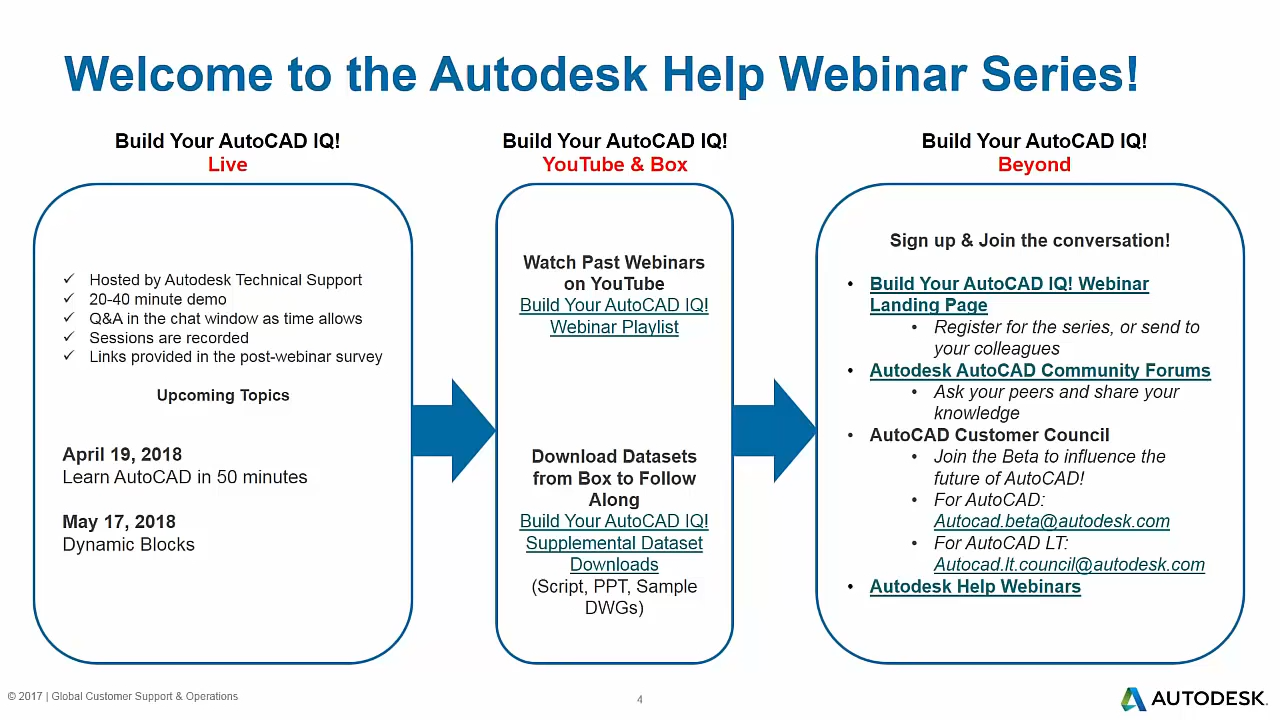 Welcome to the Autodesk Help Webinar Series!
Build Your AutoCAD IQ!
Live
✓ Hosted by Autodesk Technical Support
✓ 20-40 minute demo
✓ Q&A in the chat window as time allows
✓ Sessions are recorded
✓ Links provided in the post-webinar survey
Upcoming Topics
April 19, 2018
Learn AutoCAD in 50 minutes
May 17, 2018
Dynamic Blocks
Build Your AutoCAD IQ!
YouTube & Box
Watch Past Webinars
on YouTube
Build Your AutoCAD IQ!
Webinar Playlist
Download Datasets
from Box to Follow
Along
Build Your AutoCAD IQ!
Supplemental Dataset
Downloads
(Script, PPT, Sample
DWGs)
Build Your AutoCAD IQ!
Beyond
Sign up & Join the conversation!
• Build Your AutoCAD IQ! Webinar
Landing Page
• Register for the series, or send to
your colleagues
• Autodesk AutoCAD Community Forums
• Ask your peers and share your
knowledge
• AutoCAD Customer Council
• Join the Beta to influence the
future of AutoCAD!
• For AutoCAD:
Autocad.beta@autodesk.com
• For AutoCAD LT:
Autocad.lt.council@autodesk.com
• Autodesk Help Webinars
© 2017 | Global Customer Support & Operations
4
AUTODESK.